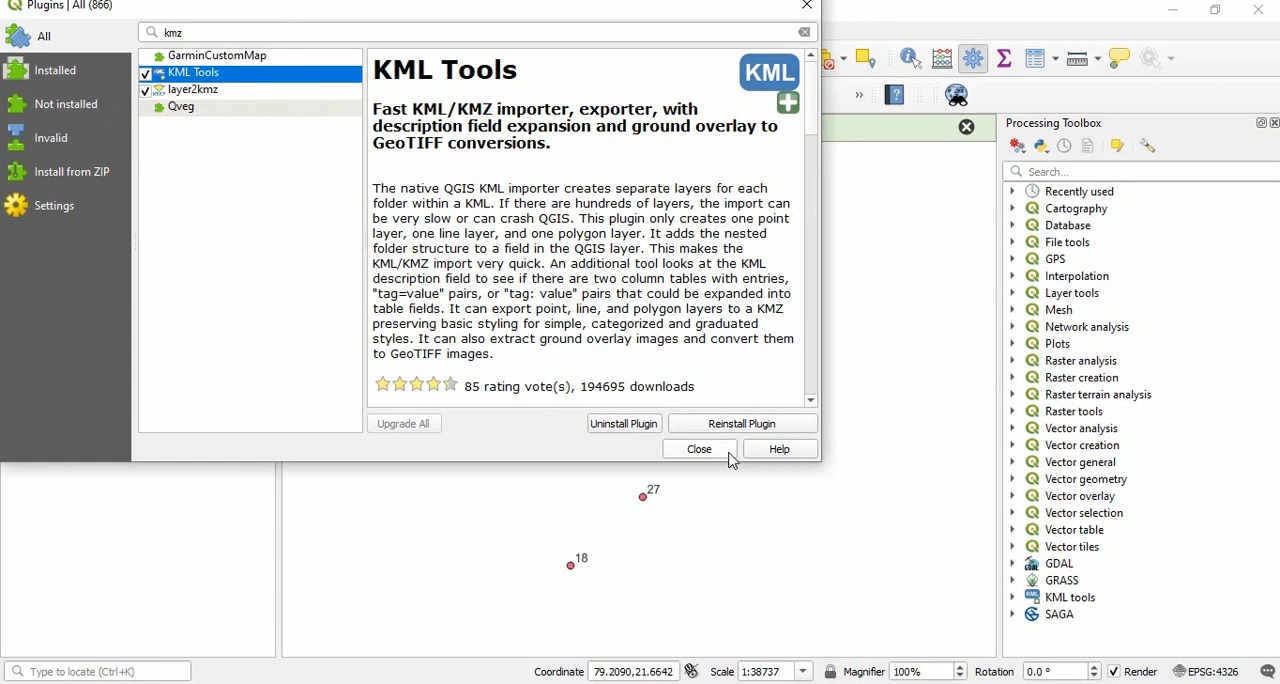 Plugins | All (866)
All
Installed
Not installed
Invalid
Install from ZIP
Settings
kmz
GarminCustomMap
KML Tools
layer2kmz
Qveg
KML Tools
KML
Fast KML/KMZ importer, exporter, with
description field expansion and ground overlay to
GeoTIFF conversions.
The native QGIS KML importer creates separate layers for each
folder within a KML. If there are hundreds of layers, the import can
be very slow or can crash QGIS. This plugin only creates one point
layer, one line layer, and one polygon layer. It adds the nested
folder structure to a field in the QGIS layer. This makes the
KML/KMZ import very quick. An additional tool looks at the KML
description field to see if there are two column tables with entries,
"tag=value" pairs, or "tag: value" pairs that could be expanded into
table fields. It can export point, line, and polygon layers to a KMZ
preserving basic styling for simple, categorized and graduated
styles. It can also extract ground overlay images and convert them
to GeoTIFF images.
85 rating vote(s), 194695 downloads
Upgrade All
Uninstall Plugin
Reinstall Plugin
Close
Help
27
18
Processing Toolbox
Search...
Recently used
Cartography
Database
File tools
GPS
Interpolation
Layer tools
Mesh
Network analysis
Plots
Raster analysis
Raster creation
Raster terrain analysis
Raster tools
Vector analysis
Vector creation
Vector general
Vector geometry
Vector overlay
Vector selection
Vector table
Vector tiles
GDAL
GRASS
KML tools
SAGA
Type to locate (Ctrl+K)
Coordinate 79.2090,21.6642 Scale 1:38737 Magnifier 100% Rotation 0.0 ° Render EPSG:4326